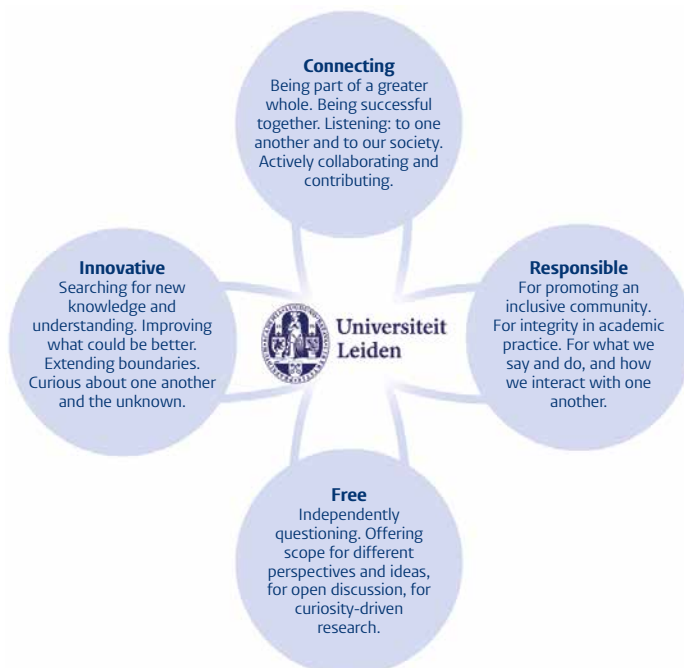 Connecting
Being part of a greater
whole. Being successful
together. Listening: to one
another and to our society.
Actively collaborating and
contributing.
Innovative
Searching for new
knowledge and
understanding. Improving
what could be better.
Extending boundaries.
Curious about one another
and the unknown.
Universiteit
Leiden
Responsible
For promoting an
inclusive community.
For integrity in academic
practice. For what we
say and do, and how
we interact with one
another.
Free
Independently
questioning. Offering
scope for different
perspectives and ideas,
for open discussion, for
curiosity-driven
research.